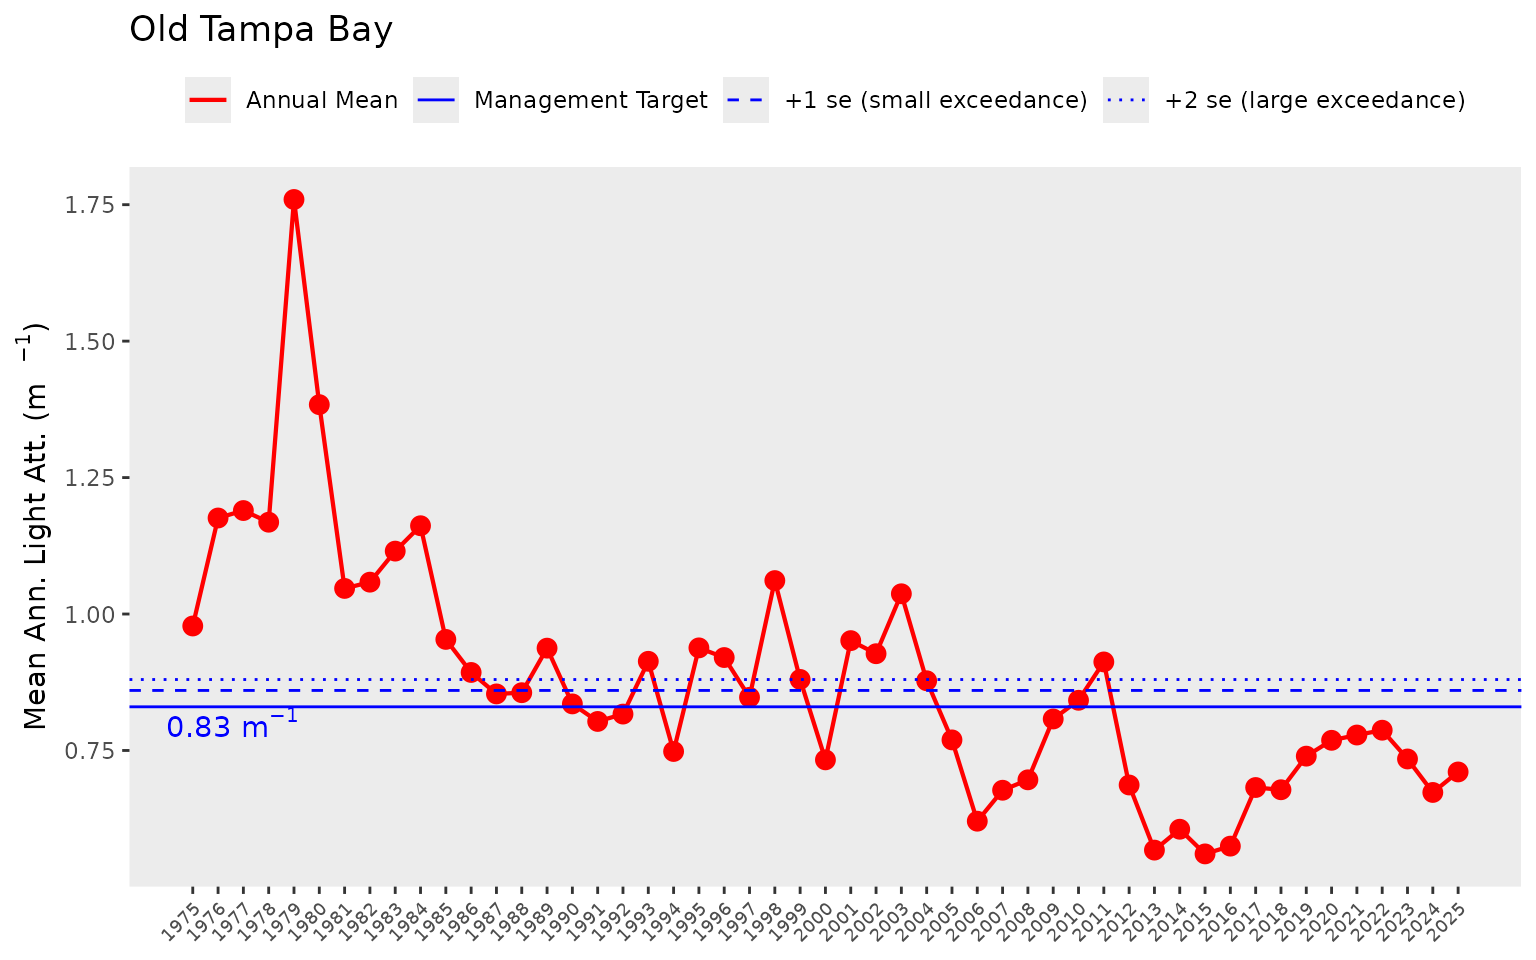 Old Tampa Bay
Annual Mean Management Target +1 se (small exceedance) +2 se (large exceedance)
Mean Ann. Light Att. (m ⁻¹)
1.75
1.50
1.25
1.00
0.75
0.83 m⁻¹
1975 1976 1977 1978 1979 1980 1981 1982 1983 1984 1985 1986 1987 1988 1989 1990 1991 1992 1993 1994 1995 1996 1997 1998 1999 2000 2001 2002 2003 2004 2005 2006 2007 2008 2009 2010 2011 2012 2013 2014 2015 2016 2017 2018 2019 2020 2021 2022 2023 2024 2025